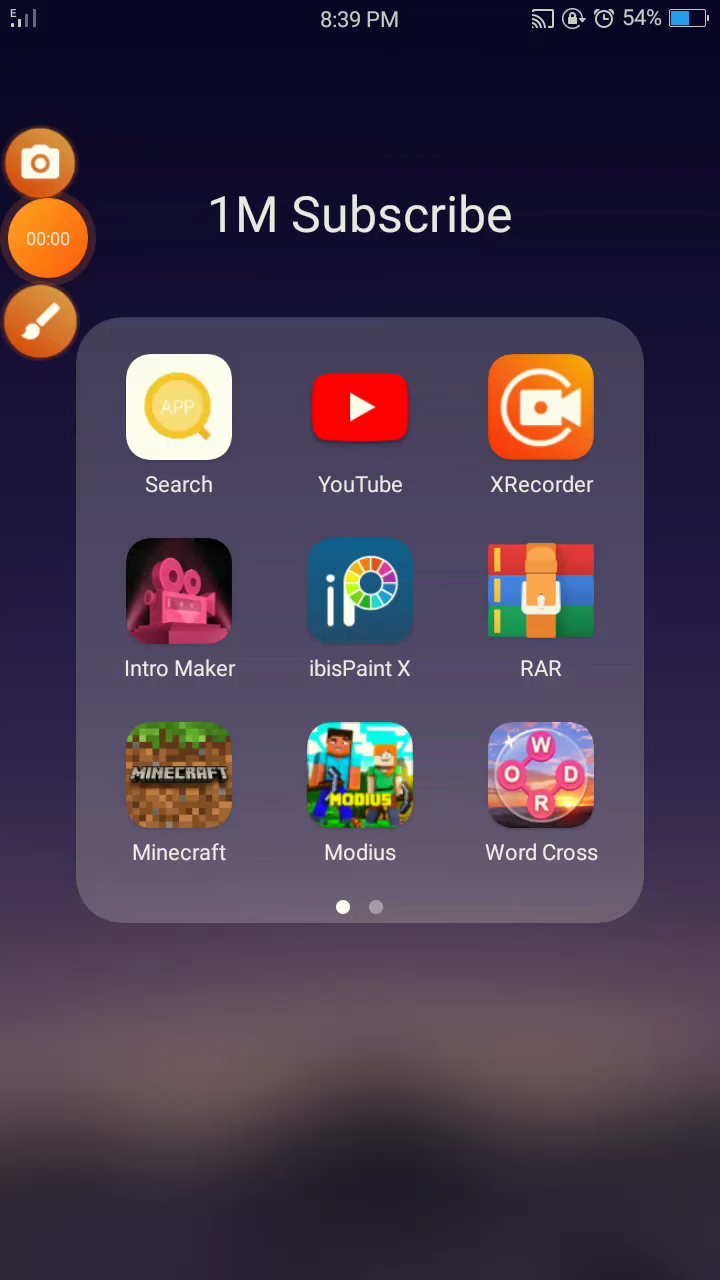 E
8:39 PM
54%
00:00
1M Subscribe
APP
Search
YouTube
XRecorder
Intro Maker
iP
ibisPaint X
RAR
MINECRAFT
Minecraft
MODIUS
Modius
W
O D
R
Word Cross